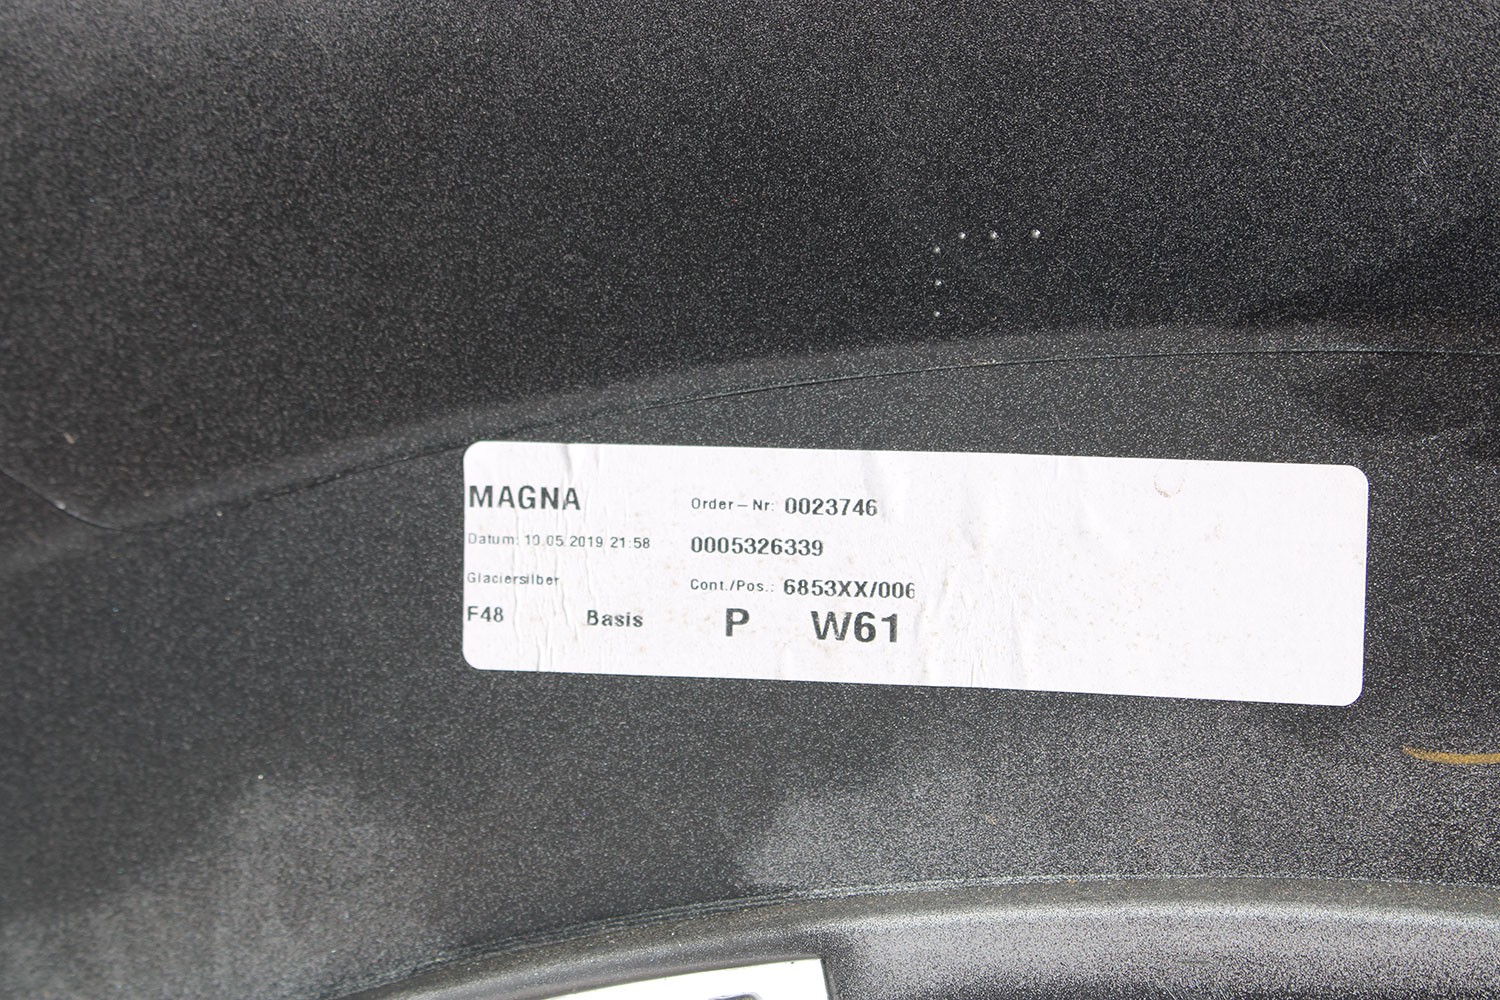 MAGNA Order-Nr: 0023746
Datum: 10.05.2019 21:58 0005326339
Glaciersilber Cont./Pos.: 6853XX/006
F48 Basis P W61